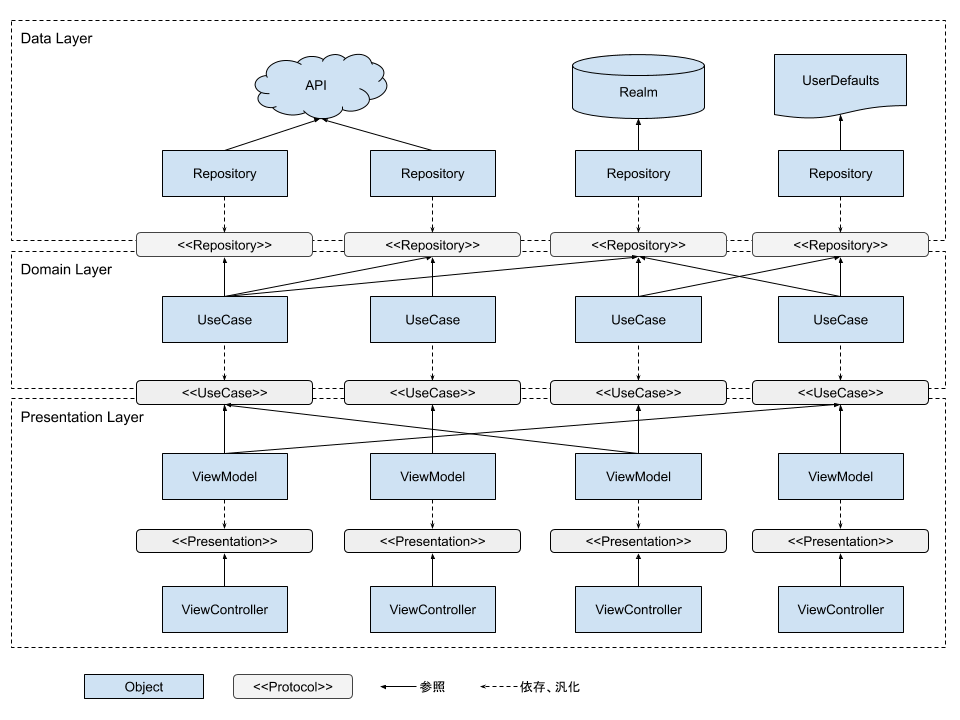 Data Layer
API
Realm
UserDefaults
Repository
Repository
Repository
Repository
<<Repository>>
<<Repository>>
<<Repository>>
<<Repository>>
Domain Layer
UseCase
UseCase
UseCase
UseCase
<<UseCase>>
<<UseCase>>
<<UseCase>>
<<UseCase>>
Presentation Layer
ViewModel
ViewModel
ViewModel
ViewModel
<<Presentation>>
<<Presentation>>
<<Presentation>>
<<Presentation>>
ViewController
ViewController
ViewController
ViewController
Object
<<Protocol>>
参照
依存、汎化